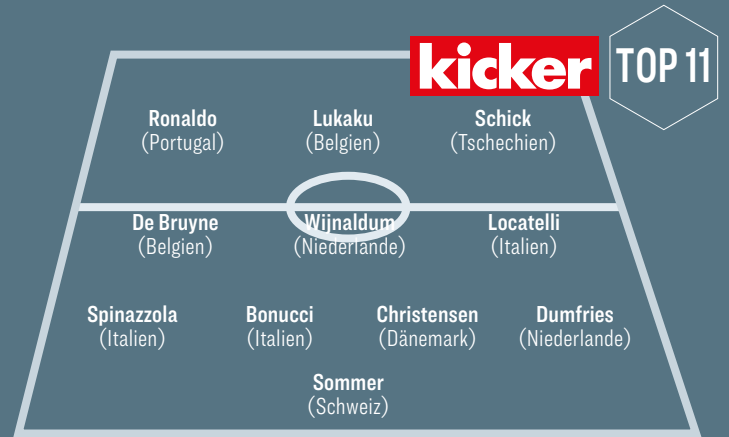 kicker TOP 11
Ronaldo Lukaku Schick
(Portugal) (Belgien) (Tschechien)
De Bruyne Wijnaldum Locatelli
(Belgien) (Niederlande) (Italien)
Spinazzola Bonucci Christensen Dumfries
(Italien) (Italien) (Dänemark) (Niederlande)
Sommer
(Schweiz)